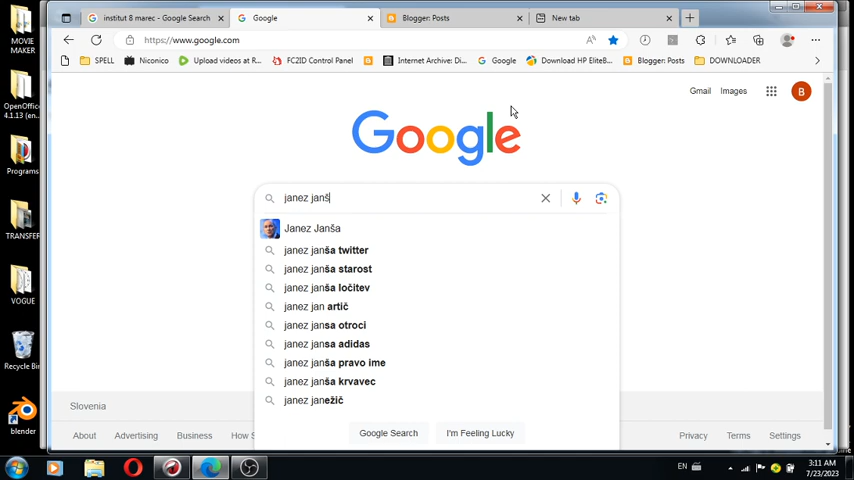 institut 8 marec - Google Search
Google
Blogger: Posts
New tab
https://www.google.com
SPELL
Niconico
Upload videos at R...
FC2ID Control Panel
Internet Archive: Di...
Google
Download HP EliteB...
Blogger: Posts
DOWNLOADER
Gmail
Images
B
Google
janez janš
Janez Janša
janez janša twitter
janez janša starost
janez janša ločitev
janez jan artič
janez jansa otroci
janez jansa adidas
janez janša pravo ime
janez janša krvavec
janez janežič
Google Search
I'm Feeling Lucky
Slovenia
About
Advertising
Business
How S
Privacy
Terms
Settings
MOVIE
MAKER
OpenOffic
4.1.13 (en...
Programs
TRANSFER
VOGUE
Recycle Bin
blender
EN
3:11 AM
7/23/2023